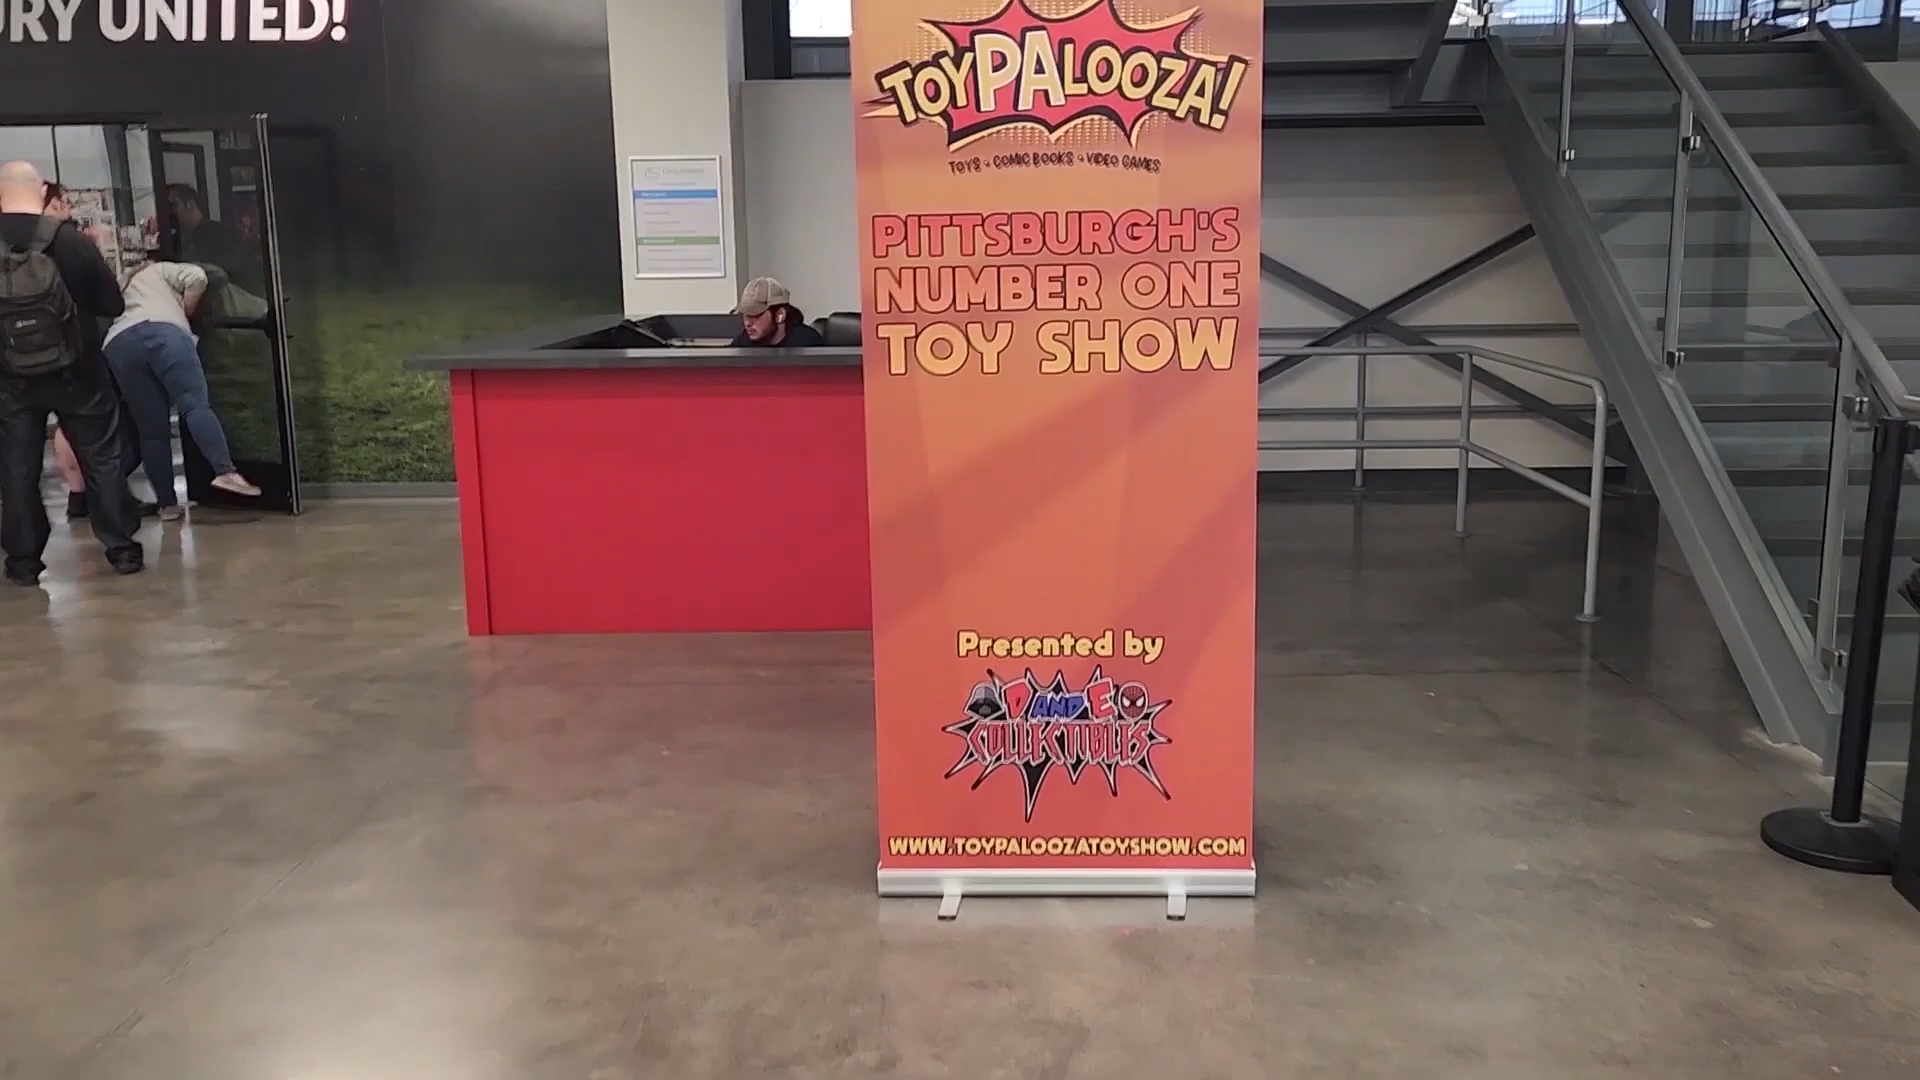 RY UNITED!
TOYPALOOZA!
TOYS • COMIC BOOKS • VIDEO GAMES
PITTSBURGH'S
NUMBER ONE
TOY SHOW
Presented by
D AND E
COLLECTIBLES
WWW.TOYPALOOZATOYSHOW.COM